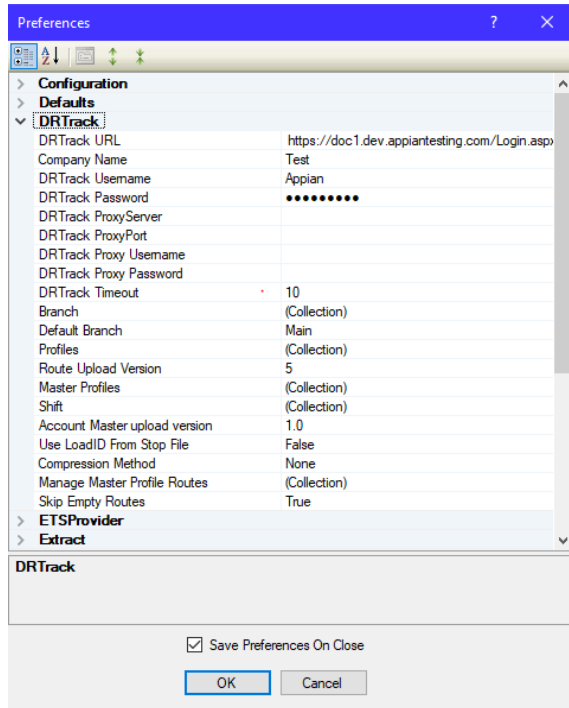 Preferences ?
Configuration
Defaults
DRTrack
DRTrack URL https://doc1.dev.appiantesting.com/Login.aspx
Company Name Test
DRTrack Username Appian
DRTrack Password ●●●●●●●●●
DRTrack ProxyServer
DRTrack ProxyPort
DRTrack Proxy Username
DRTrack Proxy Password
DRTrack Timeout * 10
Branch (Collection)
Default Branch Main
Profiles (Collection)
Route Upload Version 5
Master Profiles (Collection)
Shift (Collection)
Account Master upload version 1.0
Use LoadID From Stop File False
Compression Method None
Manage Master Profile Routes (Collection)
Skip Empty Routes True
ETSProvider
Extract
DRTrack
Save Preferences On Close
OK Cancel